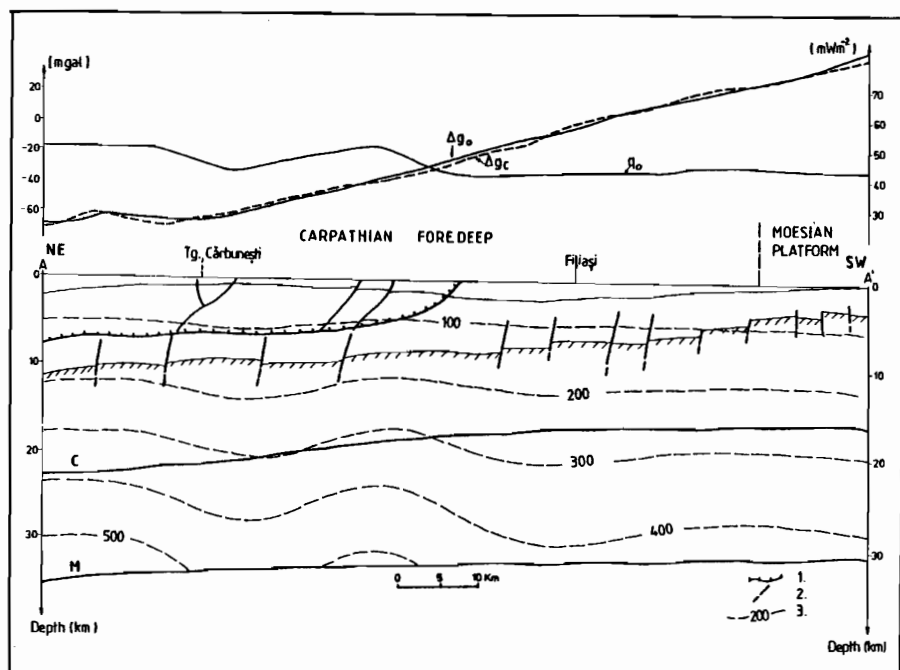 (mgal) (mWm⁻²)
20
0
-20
-40
-60
70
60
50
40
30
Δg₀
Δgc
q₀
NE CARPATHIAN FOREDEEP MOESIAN
PLATFORM SW
A Tg. Cărbunești Filiași A'
0 0
100
10 10
200
C 20 300 20
500 400
30 30
M
0 5 10 Km
1.
2.
200 3.
Depth (km) Depth (km)